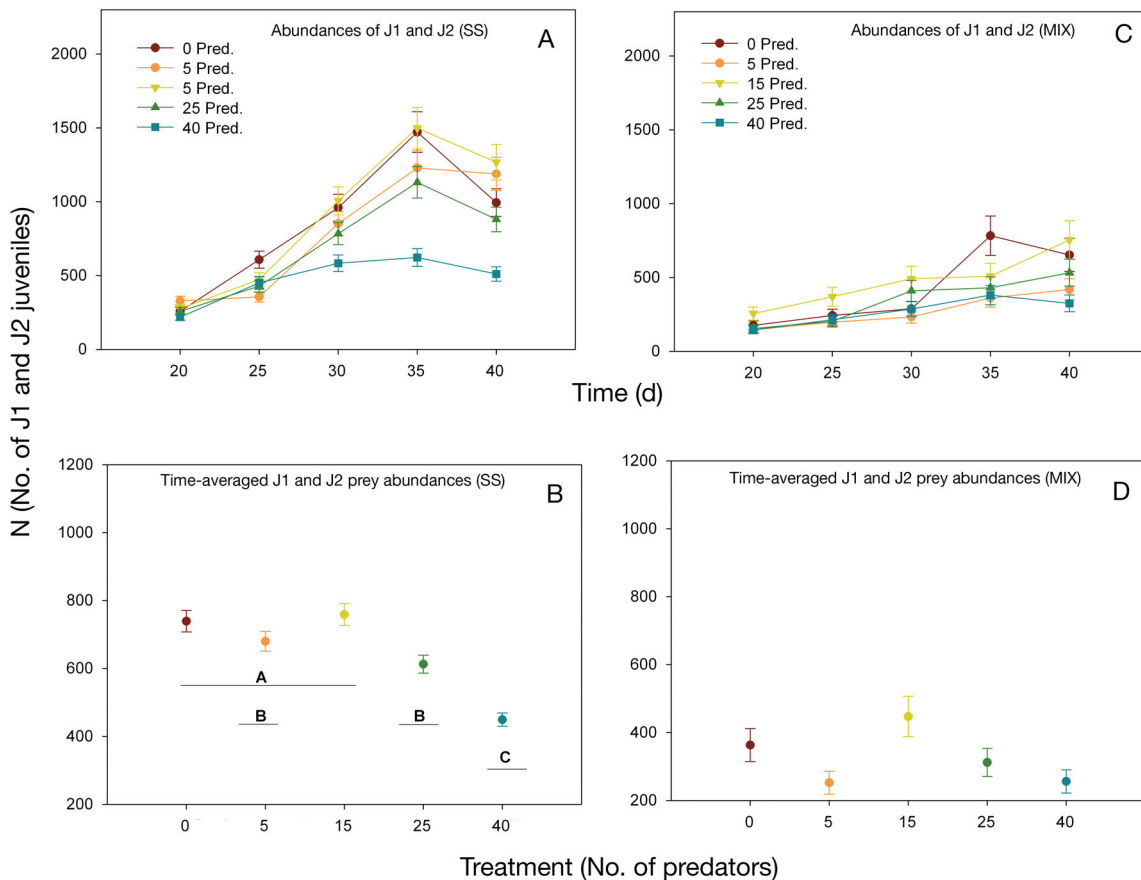 N (No. of J1 and J2 juveniles)
Abundances of J1 and J2 (SS)
A
0 Pred.
5 Pred.
5 Pred.
25 Pred.
40 Pred.
2000
1500
1000
500
0
20 25 30 35 40
Abundances of J1 and J2 (MIX)
C
0 Pred.
5 Pred.
15 Pred.
25 Pred.
40 Pred.
2000
1500
1000
500
0
20 25 30 35 40
Time (d)
Time-averaged J1 and J2 prey abundances (SS)
B
1200
1000
800
600
400
200
A
B B
C
0 5 15 25 40
Time-averaged J1 and J2 prey abundances (MIX)
D
1200
1000
800
600
400
200
0 5 15 25 40
Treatment (No. of predators)